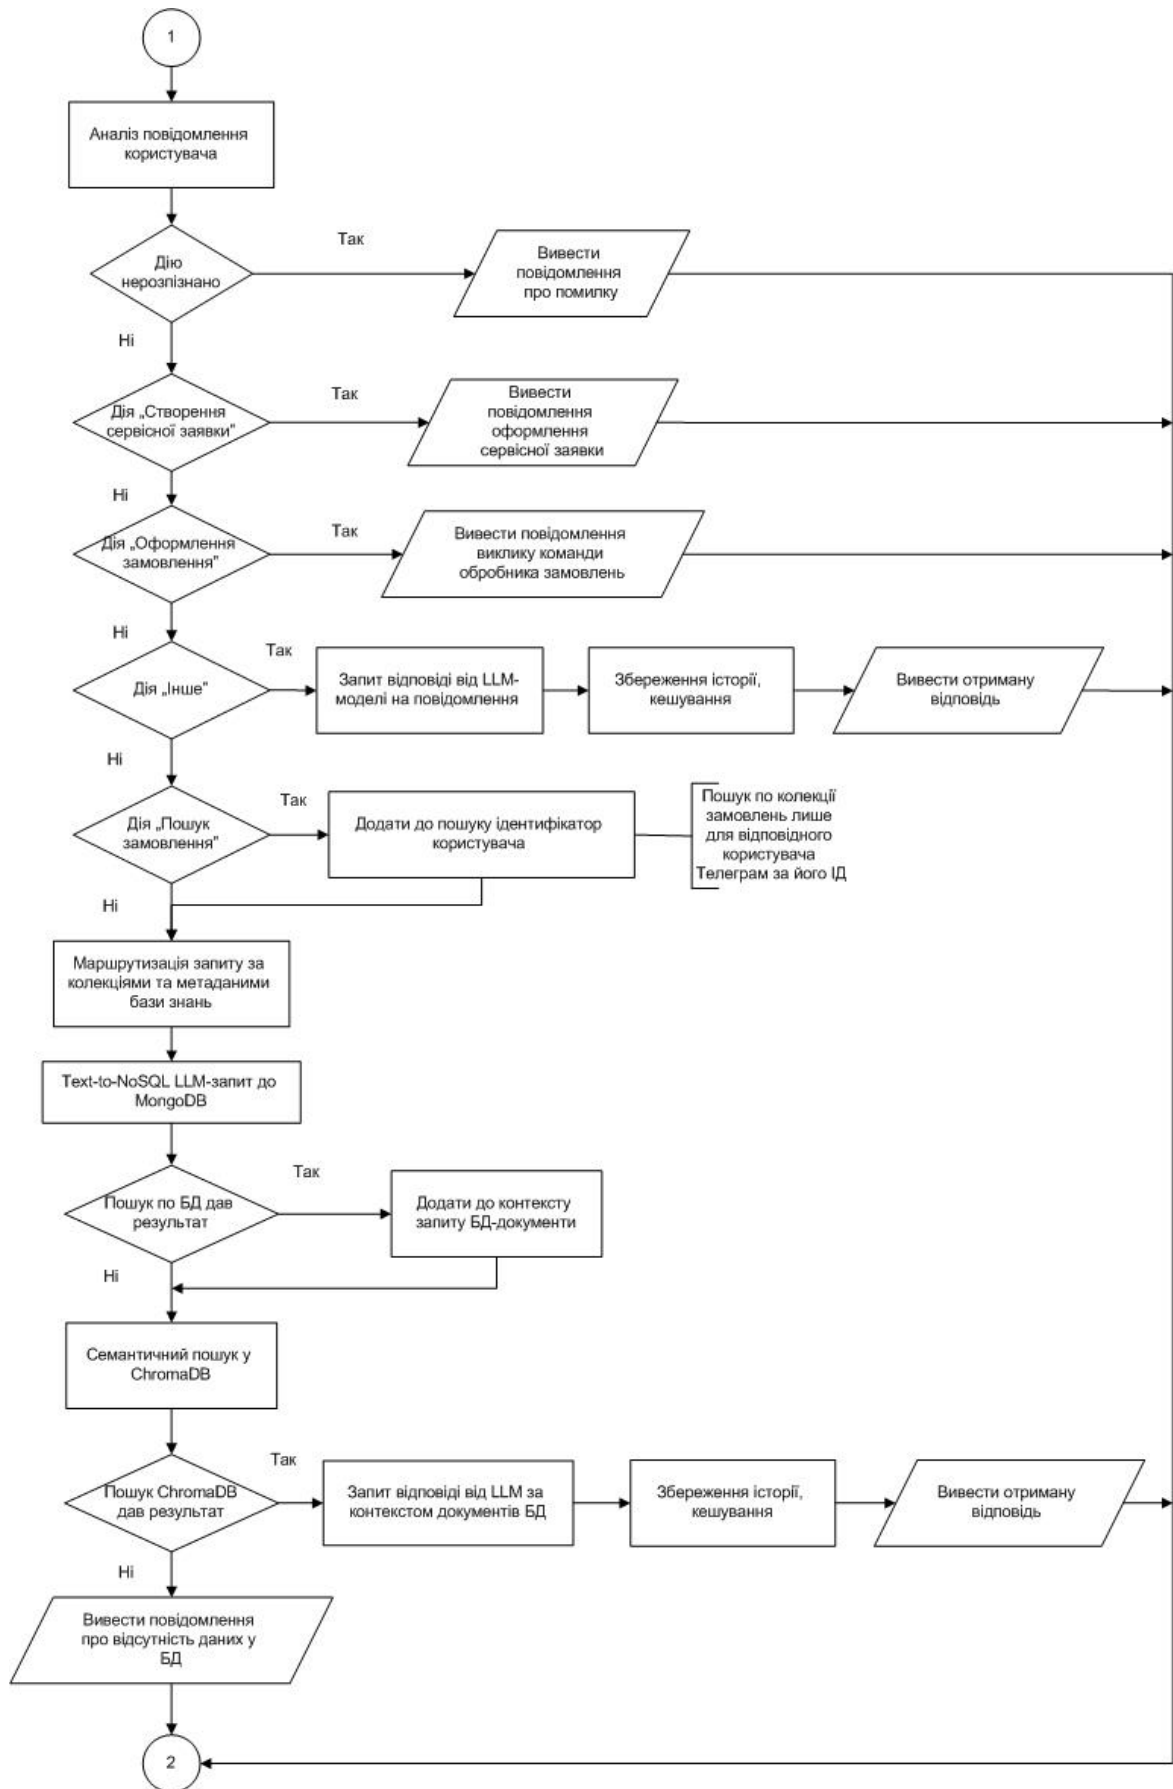 1
Аналіз повідомлення
користувача
Дію
нерозпізнано
Так
Вивести
повідомлення
про помилку
Ні
Дія „Створення
сервісної заявки”
Так
Вивести
повідомлення
оформлення
сервісної заявки
Ні
Дія „Оформлення
замовлення”
Так
Вивести повідомлення
виклику команди
обробника замовлень
Ні
Дія „Інше”
Так
Запит відповіді від LLM-
моделі на повідомлення
Збереження історії,
кешування
Вивести отриману
відповідь
Ні
Дія „Пошук
замовлення”
Так
Додати до пошуку ідентифікатор
користувача
Пошук по колекції
замовлень лише
для відповідного
користувача
Телеграм за його ІД
Ні
Маршрутизація запиту за
колекціями та метаданими
бази знань
Text-to-NoSQL LLM-запит до
MongoDB
Пошук по БД дав
результат
Так
Додати до контексту
запиту БД-документи
Ні
Семантичний пошук у
ChromaDB
Пошук ChromaDB
дав результат
Так
Запит відповіді від LLM за
контекстом документів БД
Збереження історії,
кешування
Вивести отриману
відповідь
Ні
Вивести повідомлення
про відсутність даних у
БД
2